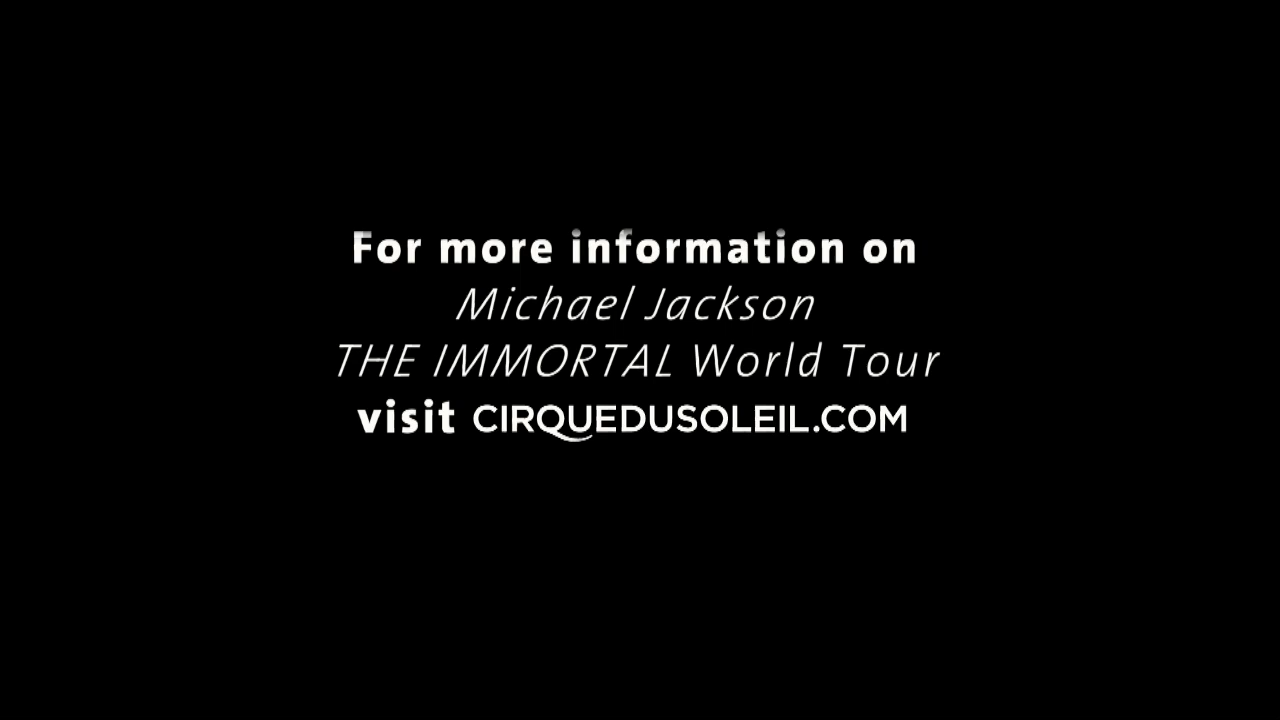 For more information on
Michael Jackson
THE IMMORTAL World Tour
visit CIRQUEDUSOLEIL.COM